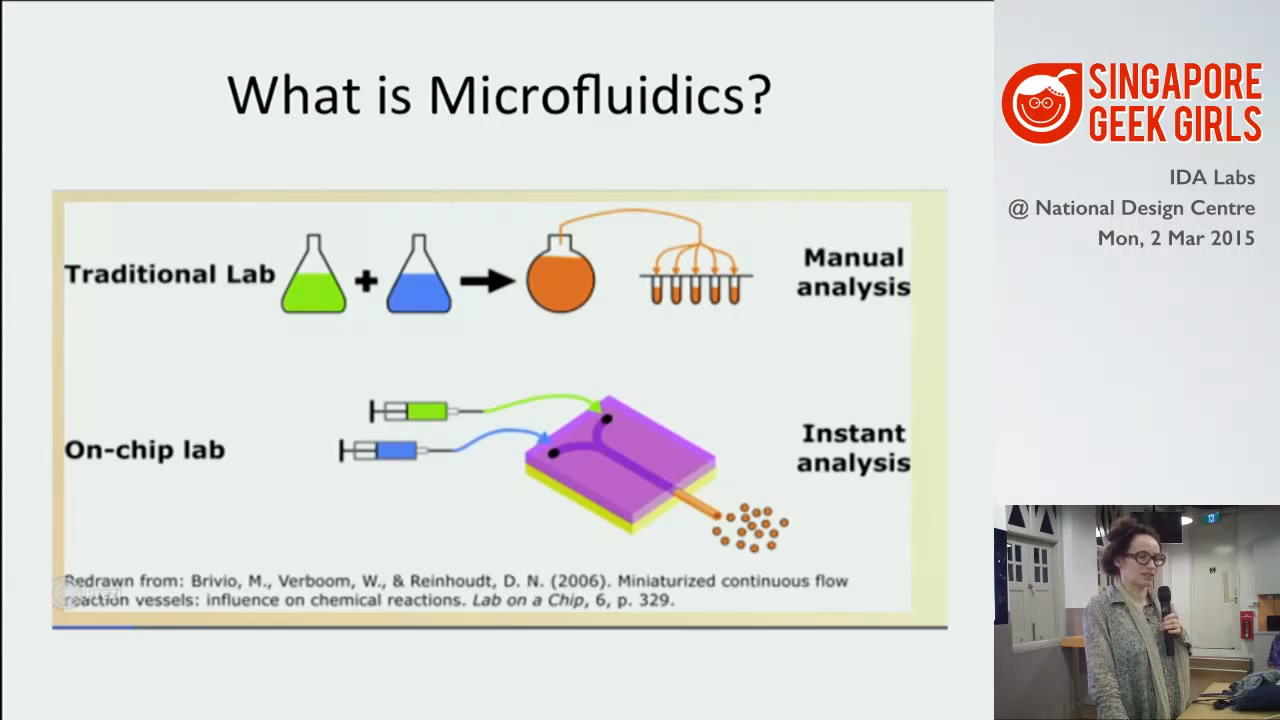 What is Microfluidics?
Traditional Lab
Manual
analysis
On-chip lab
Instant
analysis
Redrawn from: Brivio, M., Verboom, W., & Reinhoudt, D. N. (2006). Miniaturized continuous flow
reaction vessels: influence on chemical reactions. Lab on a Chip, 6, p. 329.
SINGAPORE
GEEK GIRLS
IDA Labs
@ National Design Centre
Mon, 2 Mar 2015